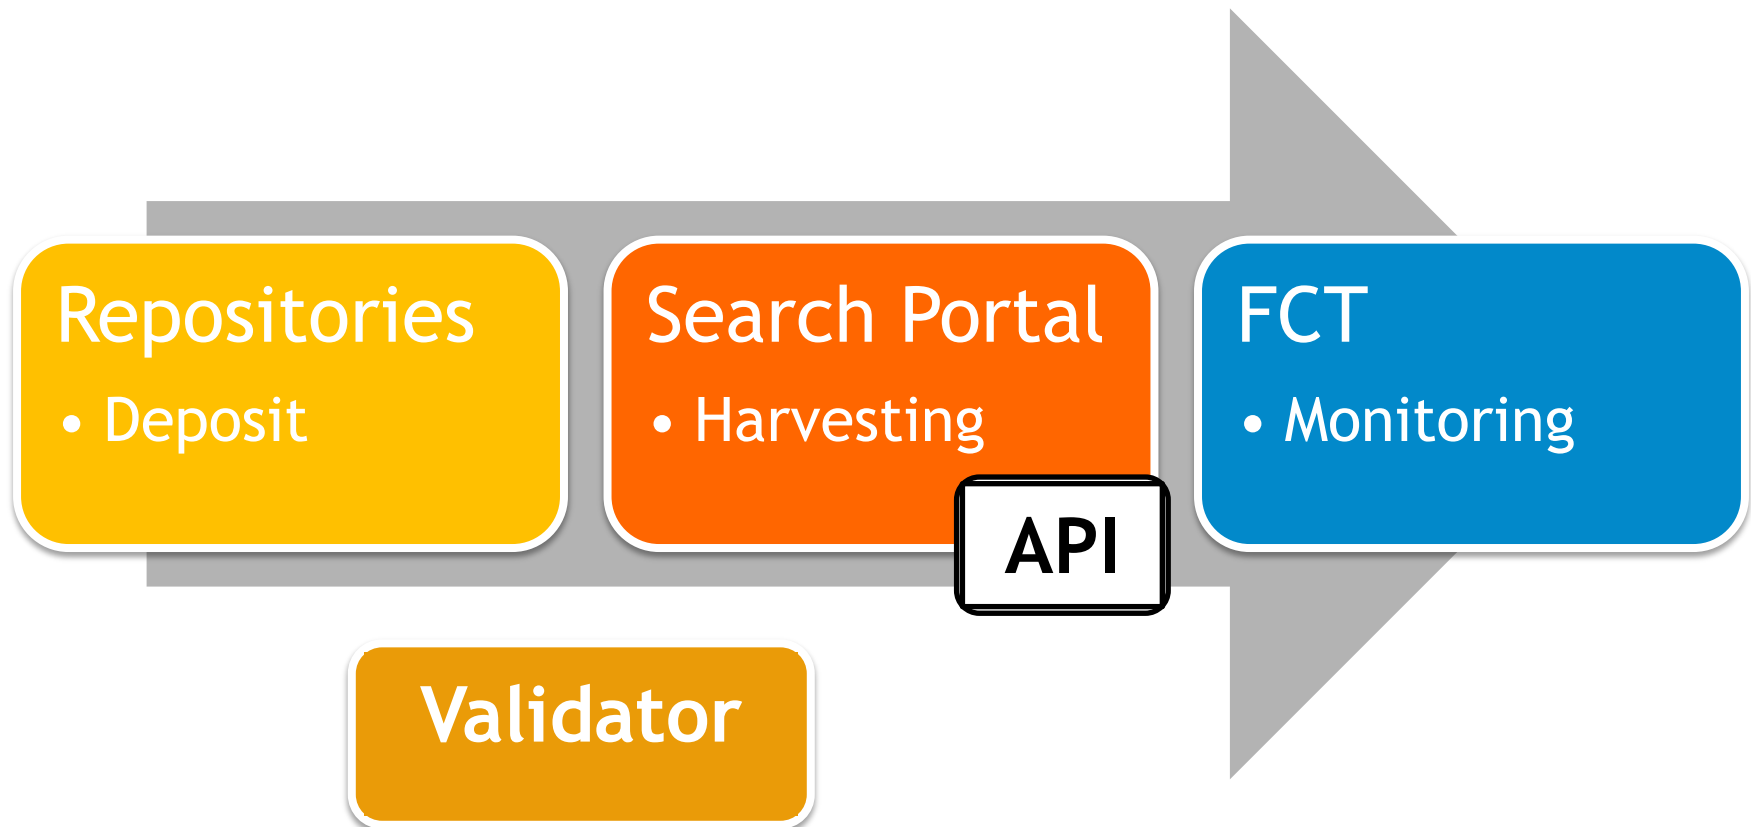 Repositories
• Deposit
Search Portal
• Harvesting
API
FCT
• Monitoring
Validator